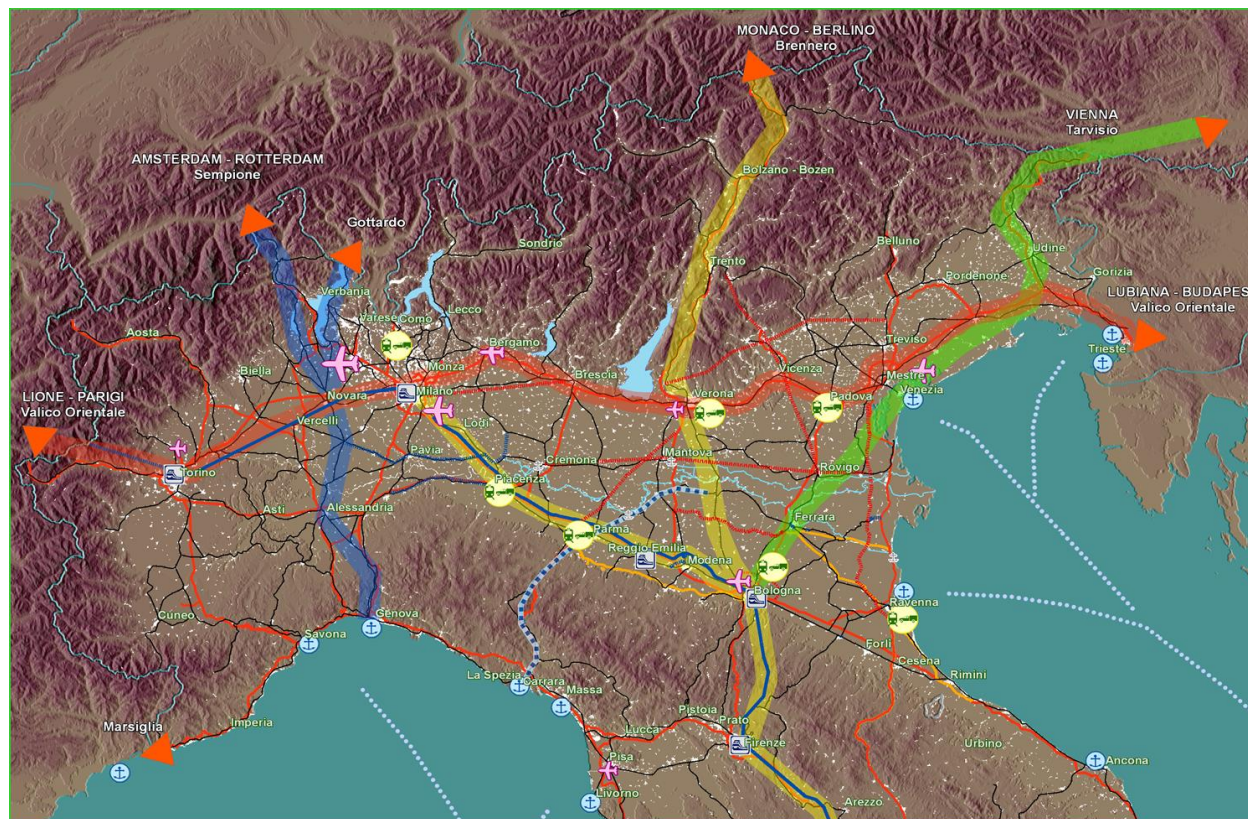 MONACO - BERLINO
Brennero
VIENNA
Tarvisio
AMSTERDAM - ROTTERDAM
Sempione
Bolzano - Bozen
Gottardo
Sondrio
Belluno
Udine
Trento
Gorizia
Pordenone
Verbania
LUBIANA - BUDAPES
Valico Orientale
Lecco
Varese
Como
Aosta
Treviso
Bergamo
Trieste
Monza
Biella
Vicenza
Brescia
Mestre
Milano
Venezia
LIONE - PARIGI
Valico Orientale
Novara
Verona
Padova
Vercelli
Lodi
Paviar
Mantova
Cremona
Rovigo
Torino
Piacenza
Asti
Alessandria
Ferrara
Parma
Reggio Emilia
Modena
Bologna
Ravenna
Cuneo
Genova
Savona
Forlì
Cesena
La Spezia
Rimini
Carrara
Massa
Pistoia
Prato
Imperia
Marsiglia
Lucca
Firenze
Urbino
Pisa
Ancona
Livorno
Arezzo